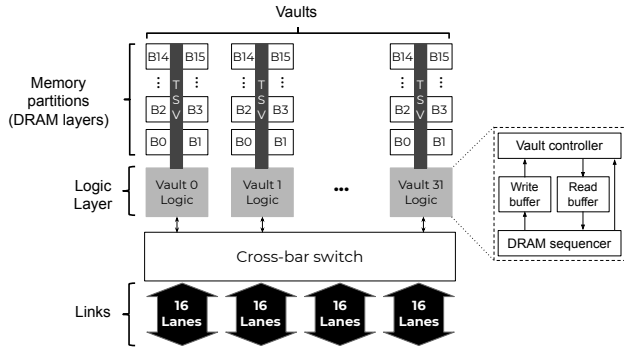 Vaults
B14 T B15 B14 T B15 B14 T B15
⋮ S ⋮ ⋮ S ⋮ ⋮ S ⋮
B2 V B3 B2 V B3 B2 V B3
B0 B1 B0 B1 B0 B1
Memory
partitions
(DRAM layers)
Logic
Layer
Vault 0
Logic
Vault 1
Logic
•••
Vault 31
Logic
Vault controller
Write
buffer
Read
buffer
DRAM sequencer
Cross-bar switch
Links
16
Lanes
16
Lanes
16
Lanes
16
Lanes